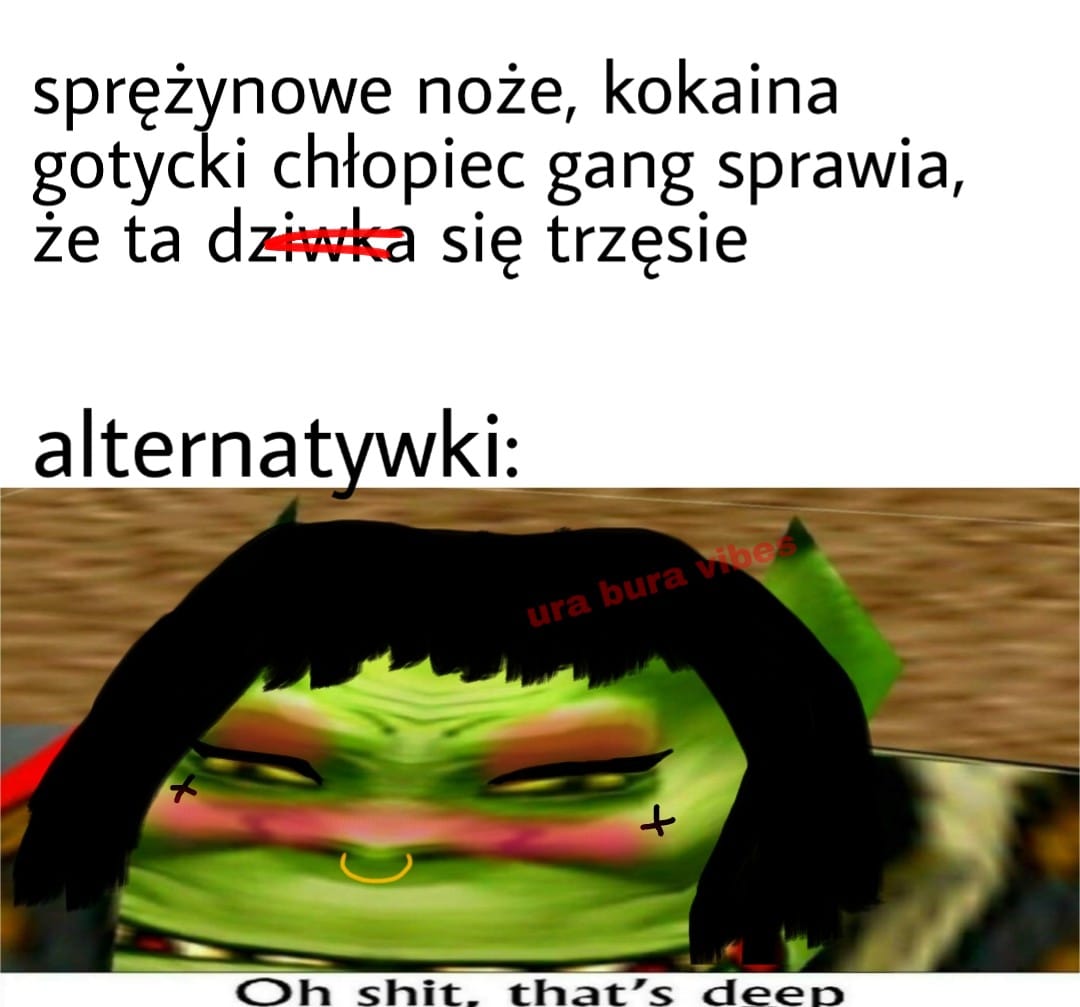 sprężynowe noże, kokaina
gotycki chłopiec gang sprawia,
że ta dziwka się trzęsie
alternatywki:
ura bura vibes
Oh shit, that's deep